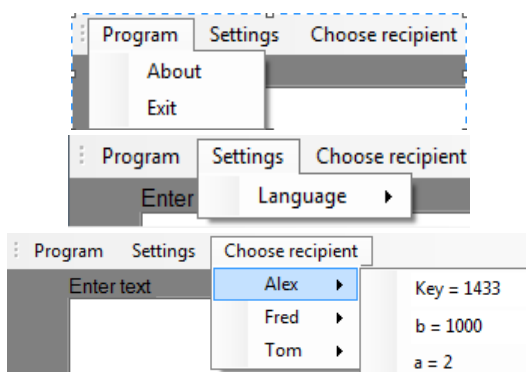 Program Settings Choose recipient
About
Exit
Program Settings Choose recipient
Enter
Language
Program Settings Choose recipient
Enter text
Alex
Key = 1433
Fred
b = 1000
Tom
a = 2